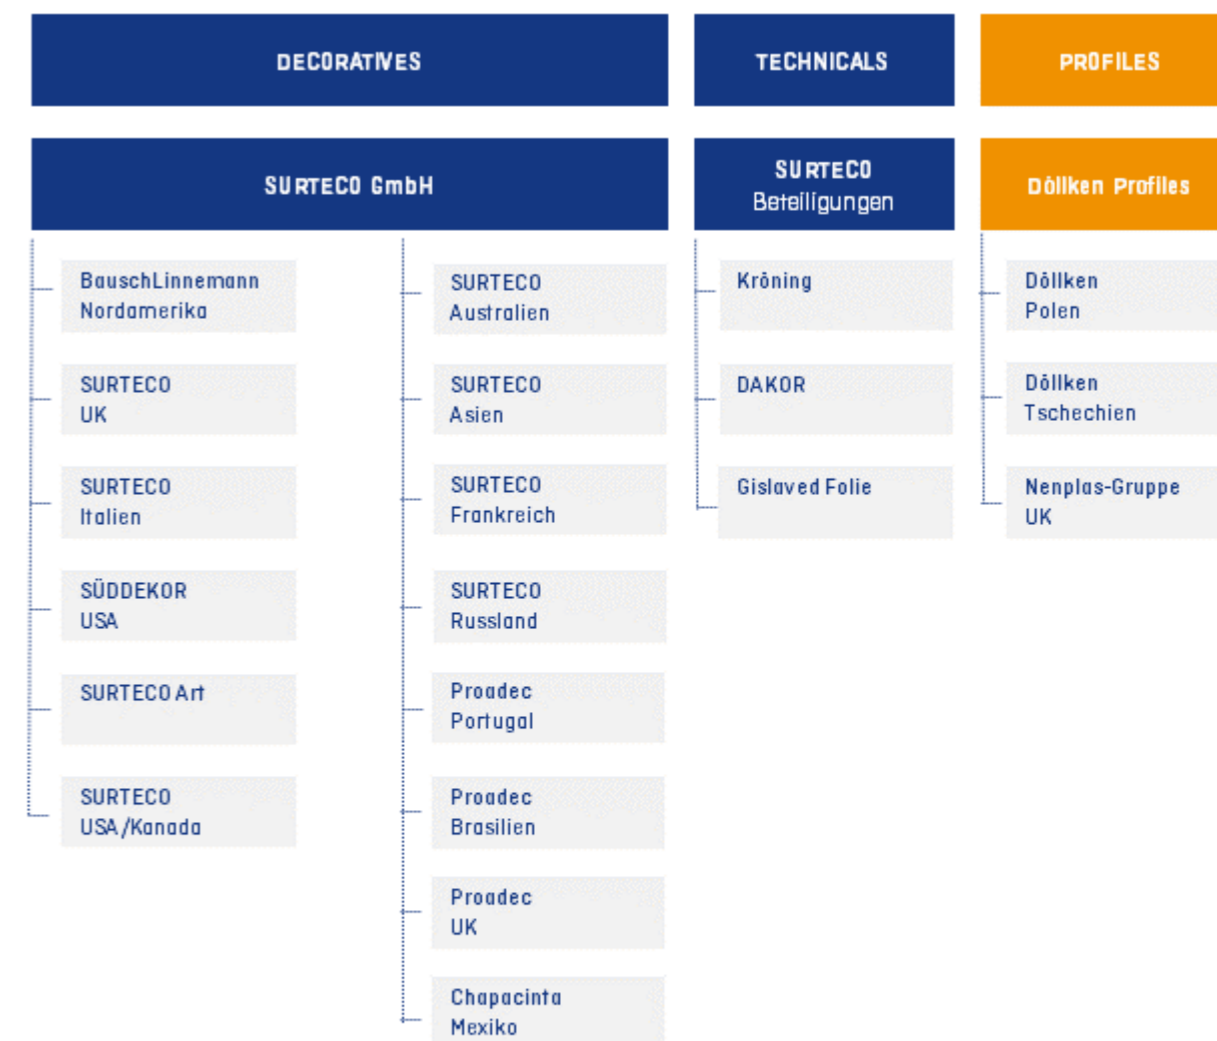 DECORATIVES
TECHNICALS
PROFILES
SURTECO GmbH
SURTECO
Beteiligungen
Döllken Profiles
BauschLinnemann
Nordamerika
SURTECO
UK
SURTECO
Italien
SÜDDEKOR
USA
SURTECO Art
SURTECO
USA/Kanada
SURTECO
Australien
SURTECO
Asien
SURTECO
Frankreich
SURTECO
Russland
Proadec
Portugal
Proadec
Brasilien
Proadec
UK
Chapacinta
Mexiko
Kröning
DAKOR
Gislaved Folie
Döllken
Polen
Döllken
Tschechien
Nenplas-Gruppe
UK